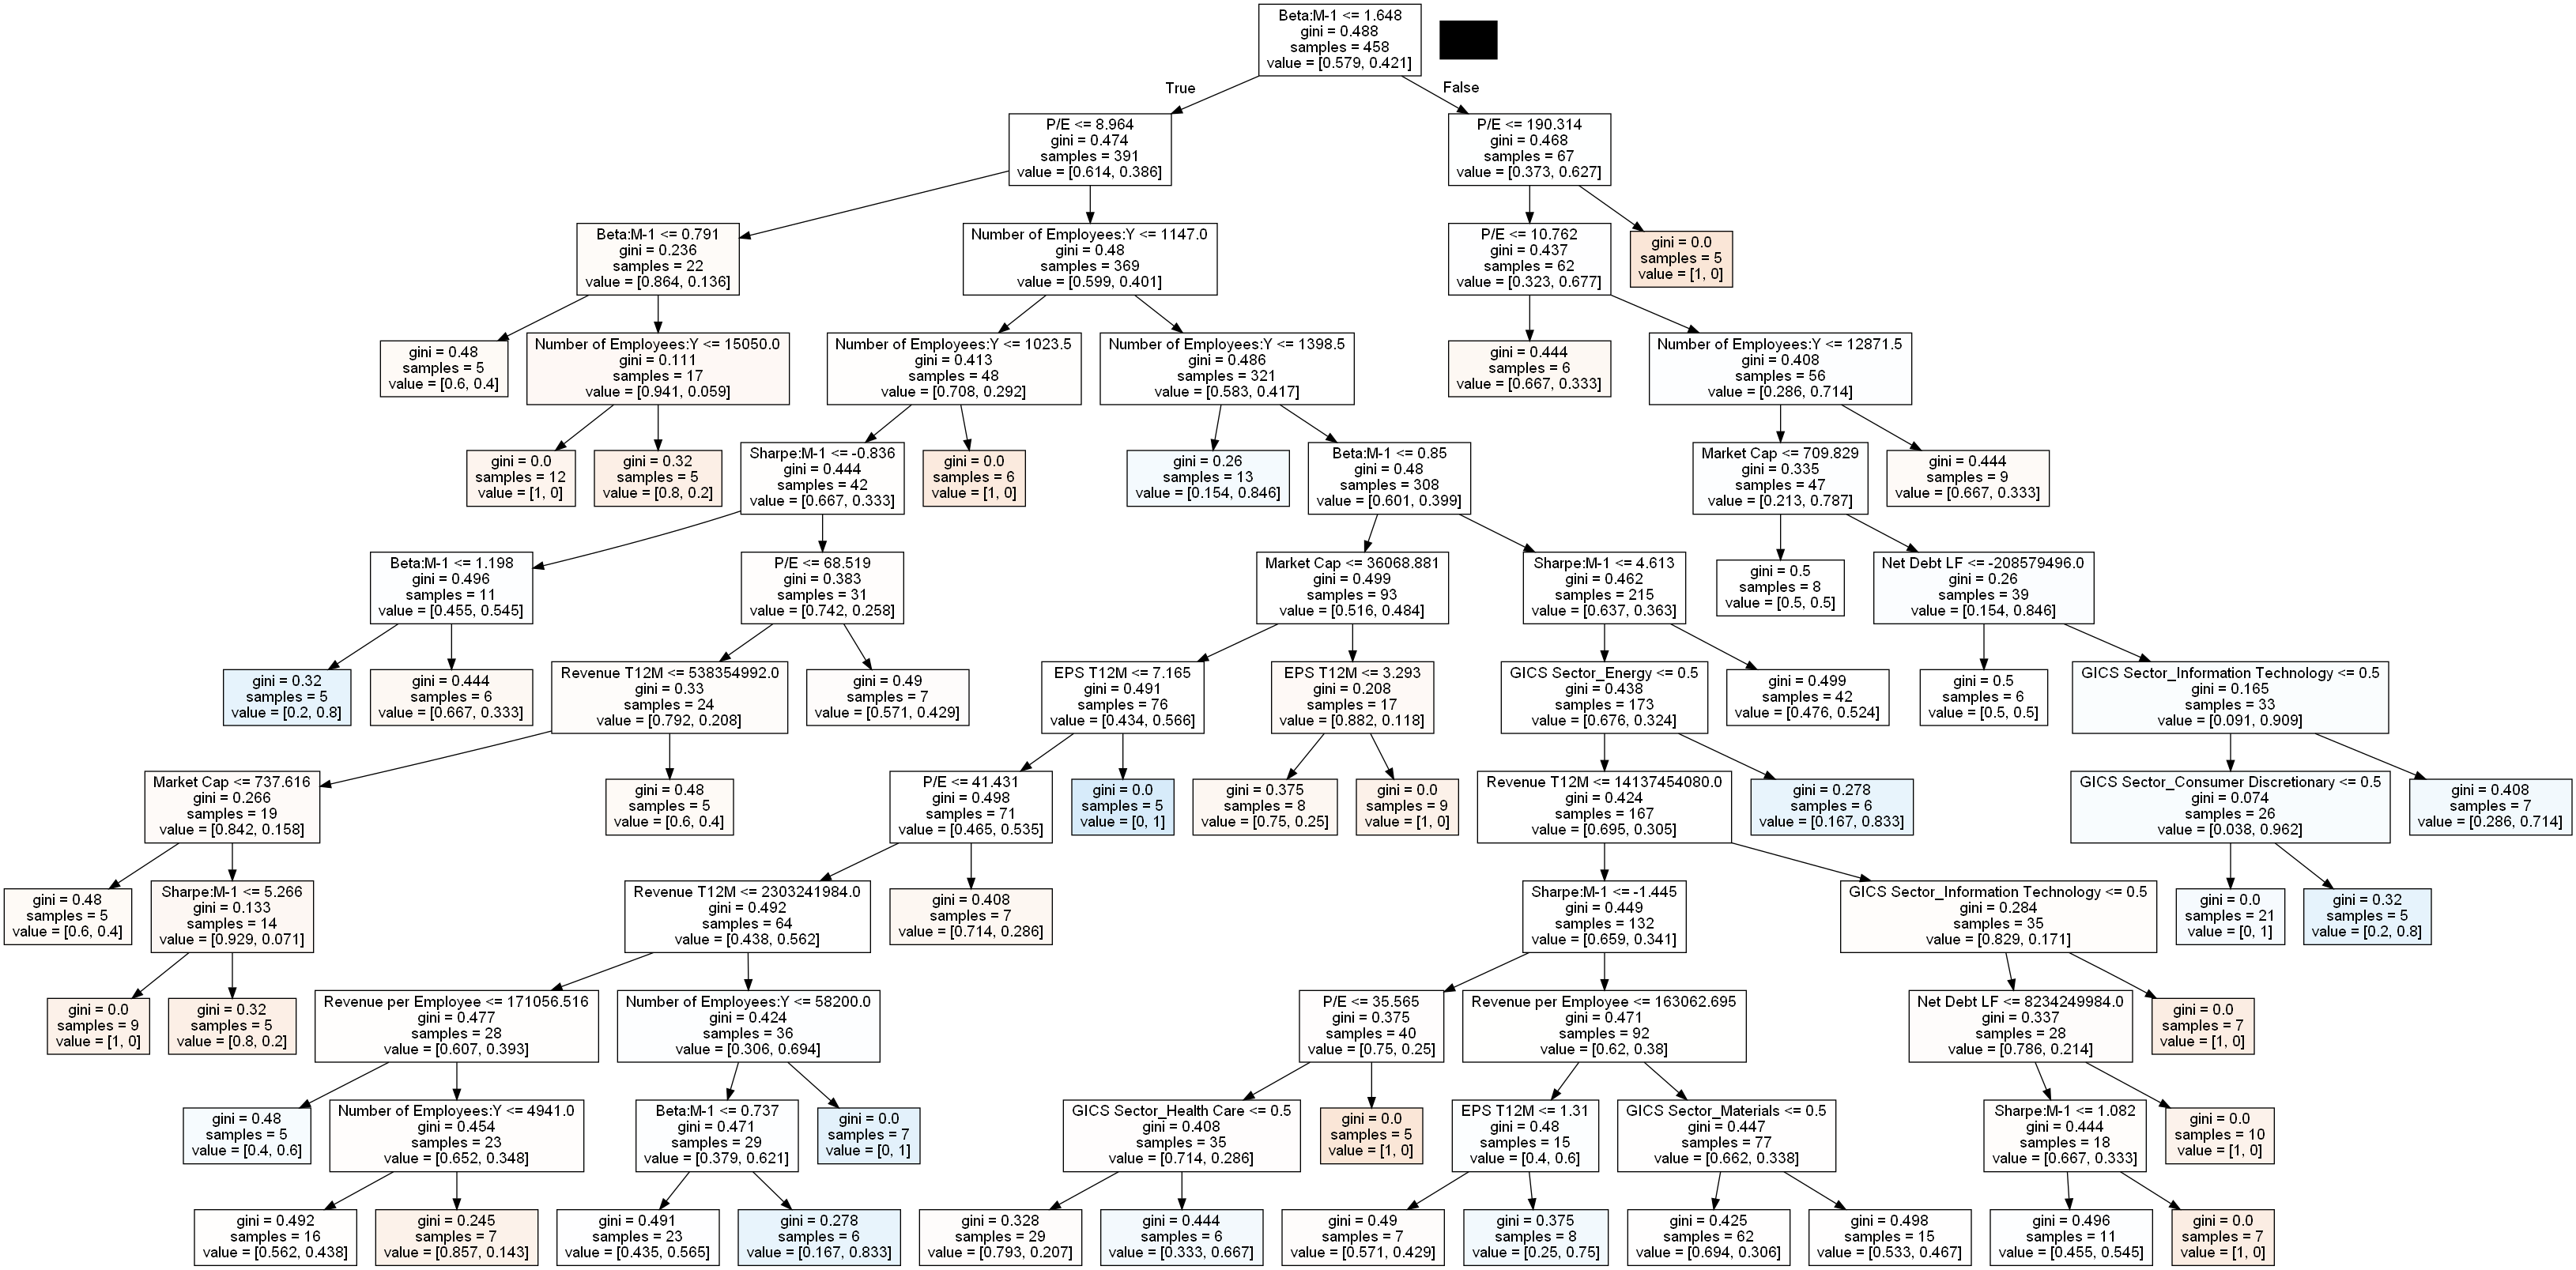 Beta:M-1 <= 1.648
gini = 0.488
samples = 458
value = [0.579, 0.421]
True
False
P/E <= 8.964
gini = 0.474
samples = 391
value = [0.614, 0.386]
P/E <= 190.314
gini = 0.468
samples = 67
value = [0.373, 0.627]
Beta:M-1 <= 0.791
gini = 0.236
samples = 22
value = [0.864, 0.136]
Number of Employees:Y <= 1147.0
gini = 0.48
samples = 369
value = [0.599, 0.401]
P/E <= 10.762
gini = 0.437
samples = 62
value = [0.323, 0.677]
gini = 0.0
samples = 5
value = [1, 0]
gini = 0.48
samples = 5
value = [0.6, 0.4]
Number of Employees:Y <= 15050.0
gini = 0.111
samples = 17
value = [0.941, 0.059]
Number of Employees:Y <= 1023.5
gini = 0.413
samples = 48
value = [0.708, 0.292]
Number of Employees:Y <= 1398.5
gini = 0.486
samples = 321
value = [0.583, 0.417]
gini = 0.444
samples = 6
value = [0.667, 0.333]
Number of Employees:Y <= 12871.5
gini = 0.408
samples = 56
value = [0.286, 0.714]
gini = 0.0
samples = 12
value = [1, 0]
gini = 0.32
samples = 5
value = [0.8, 0.2]
Sharpe:M-1 <= -0.836
gini = 0.444
samples = 42
value = [0.667, 0.333]
gini = 0.0
samples = 6
value = [1, 0]
gini = 0.26
samples = 13
value = [0.154, 0.846]
Beta:M-1 <= 0.85
gini = 0.48
samples = 308
value = [0.601, 0.399]
Market Cap <= 709.829
gini = 0.335
samples = 47
value = [0.213, 0.787]
gini = 0.444
samples = 9
value = [0.667, 0.333]
Beta:M-1 <= 1.198
gini = 0.496
samples = 11
value = [0.455, 0.545]
P/E <= 68.519
gini = 0.383
samples = 31
value = [0.742, 0.258]
Market Cap <= 36068.881
gini = 0.499
samples = 93
value = [0.516, 0.484]
Sharpe:M-1 <= 4.613
gini = 0.462
samples = 215
value = [0.637, 0.363]
gini = 0.5
samples = 8
value = [0.5, 0.5]
Net Debt LF <= -208579496.0
gini = 0.26
samples = 39
value = [0.154, 0.846]
gini = 0.32
samples = 5
value = [0.2, 0.8]
gini = 0.444
samples = 6
value = [0.667, 0.333]
Revenue T12M <= 538354992.0
gini = 0.33
samples = 24
value = [0.792, 0.208]
gini = 0.49
samples = 7
value = [0.571, 0.429]
EPS T12M <= 7.165
gini = 0.491
samples = 76
value = [0.434, 0.566]
EPS T12M <= 3.293
gini = 0.208
samples = 17
value = [0.882, 0.118]
GICS Sector_Energy <= 0.5
gini = 0.438
samples = 173
value = [0.676, 0.324]
gini = 0.499
samples = 42
value = [0.476, 0.524]
gini = 0.5
samples = 6
value = [0.5, 0.5]
GICS Sector_Information Technology <= 0.5
gini = 0.165
samples = 33
value = [0.091, 0.909]
Market Cap <= 737.616
gini = 0.266
samples = 19
value = [0.842, 0.158]
gini = 0.48
samples = 5
value = [0.6, 0.4]
P/E <= 41.431
gini = 0.498
samples = 71
value = [0.465, 0.535]
gini = 0.0
samples = 5
value = [0, 1]
gini = 0.375
samples = 8
value = [0.75, 0.25]
gini = 0.0
samples = 9
value = [1, 0]
Revenue T12M <= 14137454080.0
gini = 0.424
samples = 167
value = [0.695, 0.305]
gini = 0.278
samples = 6
value = [0.167, 0.833]
GICS Sector_Consumer Discretionary <= 0.5
gini = 0.074
samples = 26
value = [0.038, 0.962]
gini = 0.408
samples = 7
value = [0.286, 0.714]
gini = 0.48
samples = 5
value = [0.6, 0.4]
Sharpe:M-1 <= 5.266
gini = 0.133
samples = 14
value = [0.929, 0.071]
Revenue T12M <= 2303241984.0
gini = 0.492
samples = 64
value = [0.438, 0.562]
gini = 0.408
samples = 7
value = [0.714, 0.286]
Sharpe:M-1 <= -1.445
gini = 0.449
samples = 132
value = [0.659, 0.341]
GICS Sector_Information Technology <= 0.5
gini = 0.284
samples = 35
value = [0.829, 0.171]
gini = 0.0
samples = 21
value = [0, 1]
gini = 0.32
samples = 5
value = [0.2, 0.8]
gini = 0.0
samples = 9
value = [1, 0]
gini = 0.32
samples = 5
value = [0.8, 0.2]
Revenue per Employee <= 171056.516
gini = 0.477
samples = 28
value = [0.607, 0.393]
Number of Employees:Y <= 58200.0
gini = 0.424
samples = 36
value = [0.306, 0.694]
P/E <= 35.565
gini = 0.375
samples = 40
value = [0.75, 0.25]
Revenue per Employee <= 163062.695
gini = 0.471
samples = 92
value = [0.62, 0.38]
Net Debt LF <= 8234249984.0
gini = 0.337
samples = 28
value = [0.786, 0.214]
gini = 0.0
samples = 7
value = [1, 0]
gini = 0.48
samples = 5
value = [0.4, 0.6]
Number of Employees:Y <= 4941.0
gini = 0.454
samples = 23
value = [0.652, 0.348]
Beta:M-1 <= 0.737
gini = 0.471
samples = 29
value = [0.379, 0.621]
gini = 0.0
samples = 7
value = [0, 1]
GICS Sector_Health Care <= 0.5
gini = 0.408
samples = 35
value = [0.714, 0.286]
gini = 0.0
samples = 5
value = [1, 0]
EPS T12M <= 1.31
gini = 0.48
samples = 15
value = [0.4, 0.6]
GICS Sector_Materials <= 0.5
gini = 0.447
samples = 77
value = [0.662, 0.338]
Sharpe:M-1 <= 1.082
gini = 0.444
samples = 18
value = [0.667, 0.333]
gini = 0.0
samples = 10
value = [1, 0]
gini = 0.492
samples = 16
value = [0.562, 0.438]
gini = 0.245
samples = 7
value = [0.857, 0.143]
gini = 0.491
samples = 23
value = [0.435, 0.565]
gini = 0.278
samples = 6
value = [0.167, 0.833]
gini = 0.328
samples = 29
value = [0.793, 0.207]
gini = 0.444
samples = 6
value = [0.333, 0.667]
gini = 0.49
samples = 7
value = [0.571, 0.429]
gini = 0.375
samples = 8
value = [0.25, 0.75]
gini = 0.425
samples = 62
value = [0.694, 0.306]
gini = 0.498
samples = 15
value = [0.533, 0.467]
gini = 0.496
samples = 11
value = [0.455, 0.545]
gini = 0.0
samples = 7
value = [1, 0]